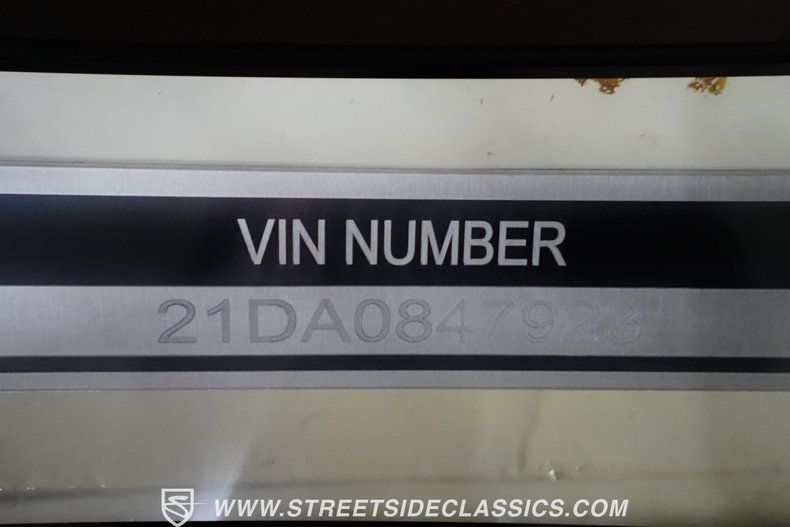 VIN NUMBER
21DA0847923
WWW.STREETSIDECLASSICS.COM